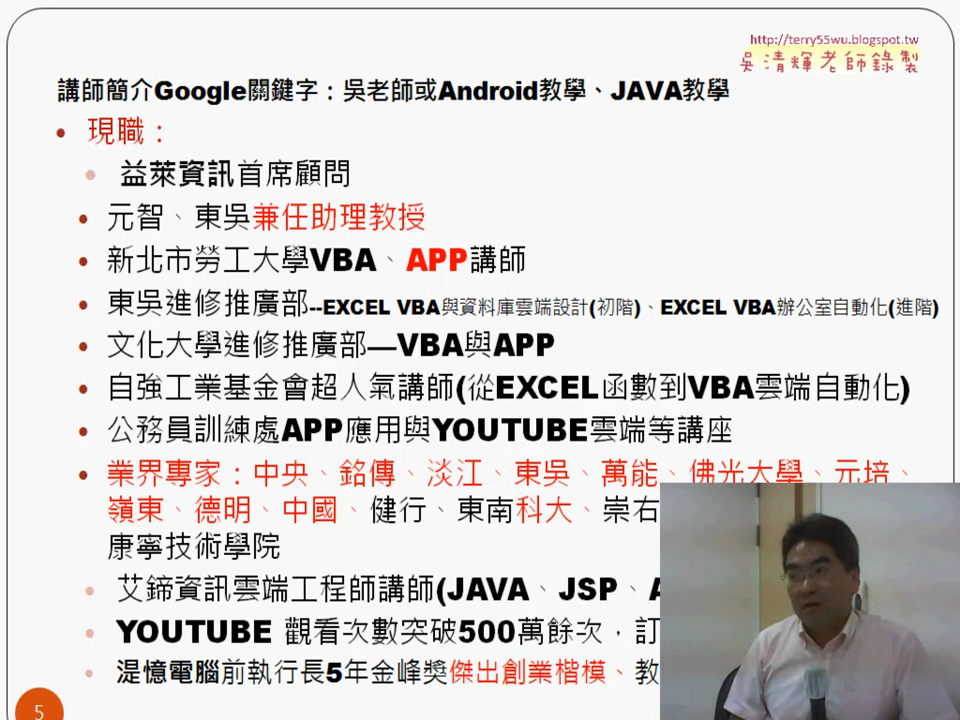 http://terry55wu.blogspot.tw
吳清輝老師錄製
講師簡介Google關鍵字：吳老師或Android教學、JAVA教學
現職：
益萊資訊首席顧問
元智、東吳兼任助理教授
新北市勞工大學VBA、APP講師
東吳進修推廣部--EXCEL VBA與資料庫雲端設計(初階)、EXCEL VBA辦公室自動化(進階)
文化大學進修推廣部—VBA與APP
自強工業基金會超人氣講師(從EXCEL函數到VBA雲端自動化)
公務員訓練處APP應用與YOUTUBE雲端等講座
業界專家：中央、銘傳、淡江、東吳、萬能、佛光大學、元培、
嶺東、德明、中國、健行、東南科大、崇右
康寧技術學院
艾鍗資訊雲端工程師講師(JAVA、JSP、
YOUTUBE 觀看次數突破500萬餘次，訂
湜憶電腦前執行長5年金峰獎傑出創業楷模、教
5